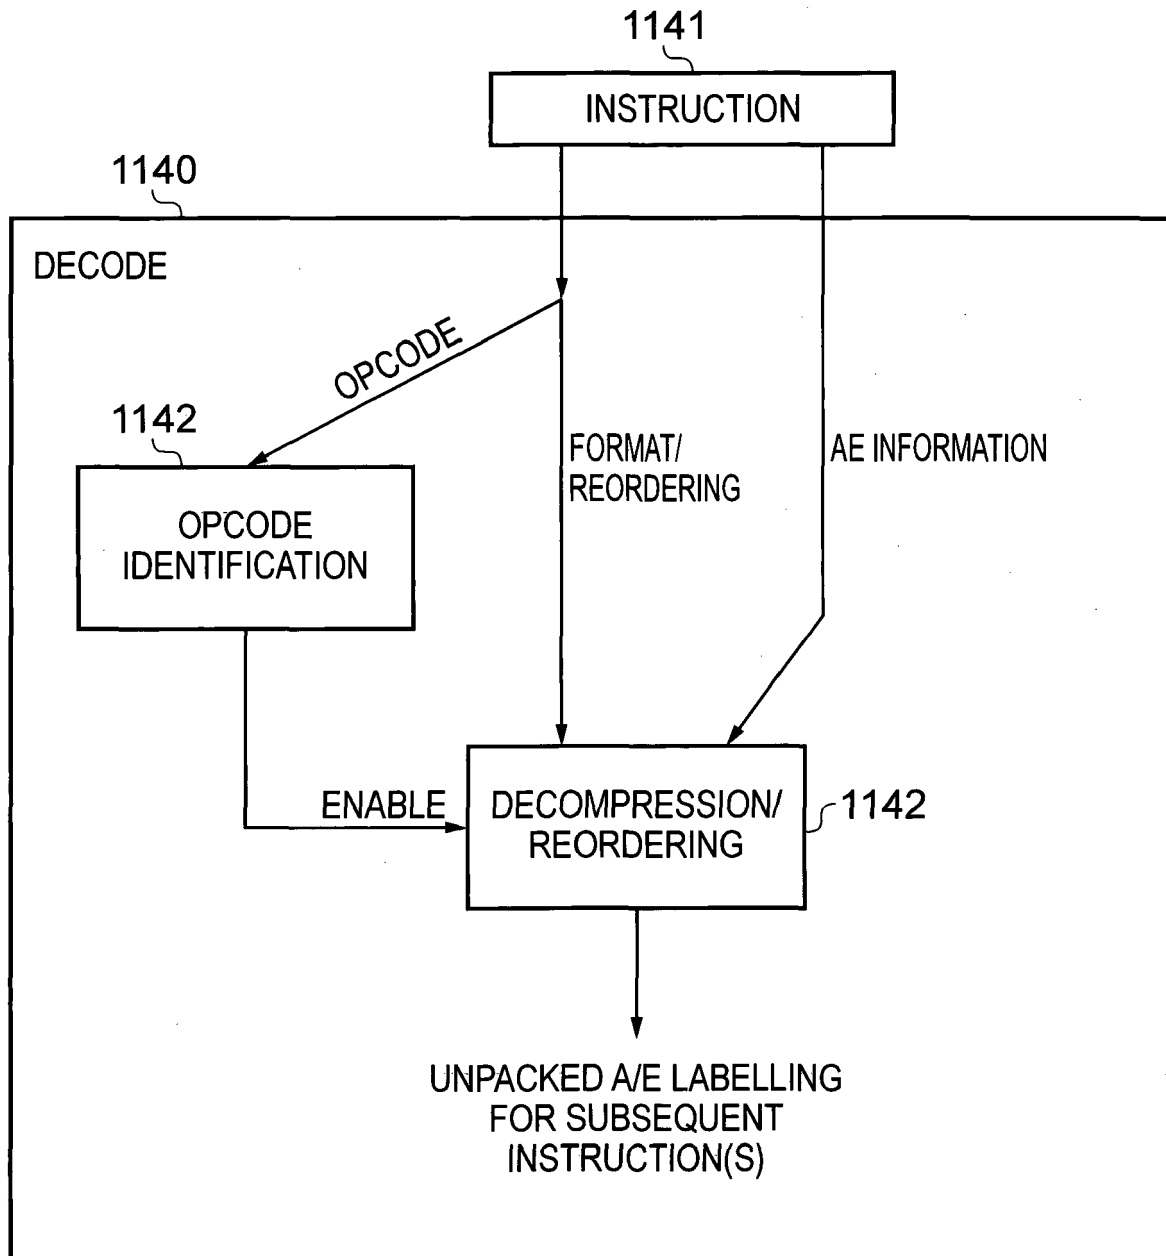 1141
INSTRUCTION
1140
DECODE
OPCODE
1142
FORMAT/
REORDERING
AE INFORMATION
OPCODE
IDENTIFICATION
ENABLE
DECOMPRESSION/
REORDERING
1142
UNPACKED A/E LABELLING
FOR SUBSEQUENT
INSTRUCTION(S)